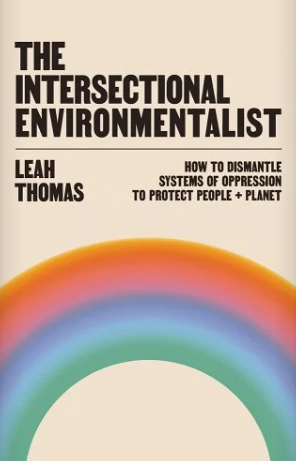 THE
INTERSECTIONAL
ENVIRONMENTALIST
LEAH
THOMAS
HOW TO DISMANTLE
SYSTEMS OF OPPRESSION
TO PROTECT PEOPLE + PLANET